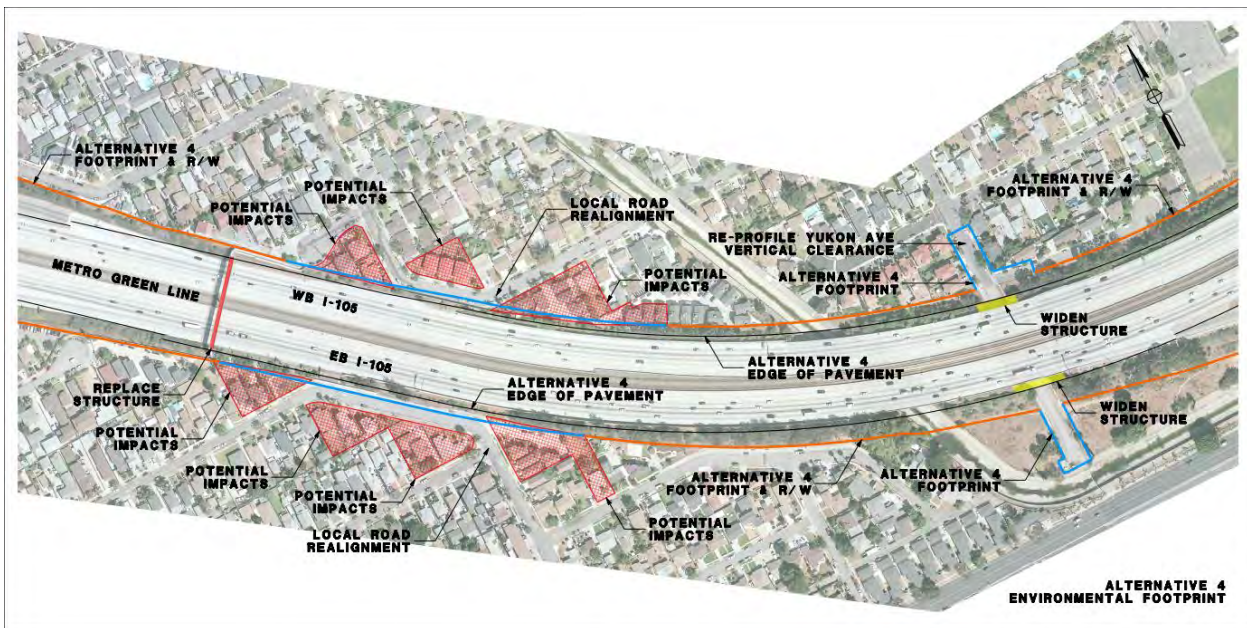 ALTERNATIVE 4
FOOTPRINT & R/W
POTENTIAL
IMPACTS
POTENTIAL
IMPACTS
LOCAL ROAD
REALIGNMENT
RE-PROFILE YUKON AVE
VERTICAL CLEARANCE
ALTERNATIVE 4
FOOTPRINT & R/W
ALTERNATIVE 4
FOOTPRINT
POTENTIAL
IMPACTS
METRO GREEN LINE
WB I-105
EB I-105
WIDEN
STRUCTURE
ALTERNATIVE 4
EDGE OF PAVEMENT
REPLACE
STRUCTURE
ALTERNATIVE 4
EDGE OF PAVEMENT
WIDEN
STRUCTURE
POTENTIAL
IMPACTS
POTENTIAL
IMPACTS
POTENTIAL
IMPACTS
ALTERNATIVE 4
FOOTPRINT & R/W
ALTERNATIVE 4
FOOTPRINT
LOCAL ROAD
REALIGNMENT
POTENTIAL
IMPACTS
ALTERNATIVE 4
ENVIRONMENTAL FOOTPRINT